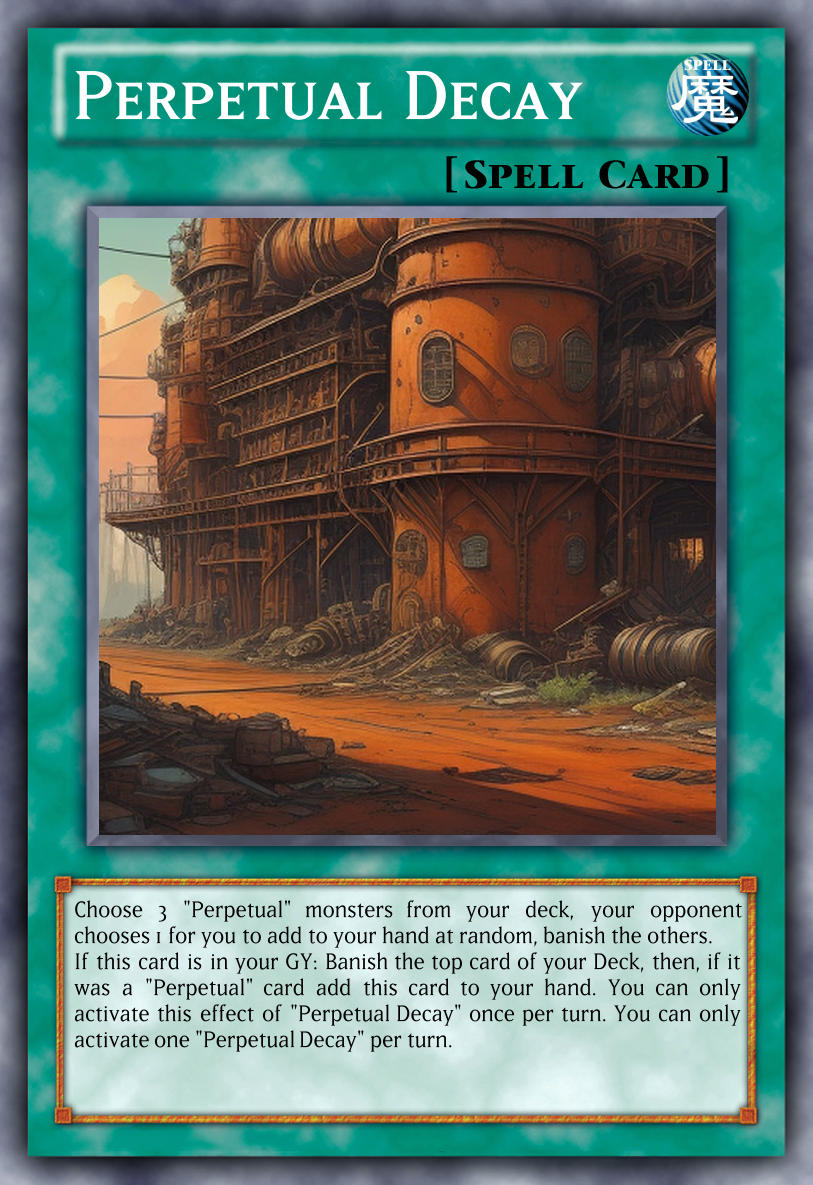 Perpetual Decay
SPELL
魔
[Spell Card]
Choose 3 "Perpetual" monsters from your deck, your opponent
chooses 1 for you to add to your hand at random, banish the others.
If this card is in your GY: Banish the top card of your Deck, then, if it
was a "Perpetual" card add this card to your hand. You can only
activate this effect of "Perpetual Decay" once per turn. You can only
activate one "Perpetual Decay" per turn.